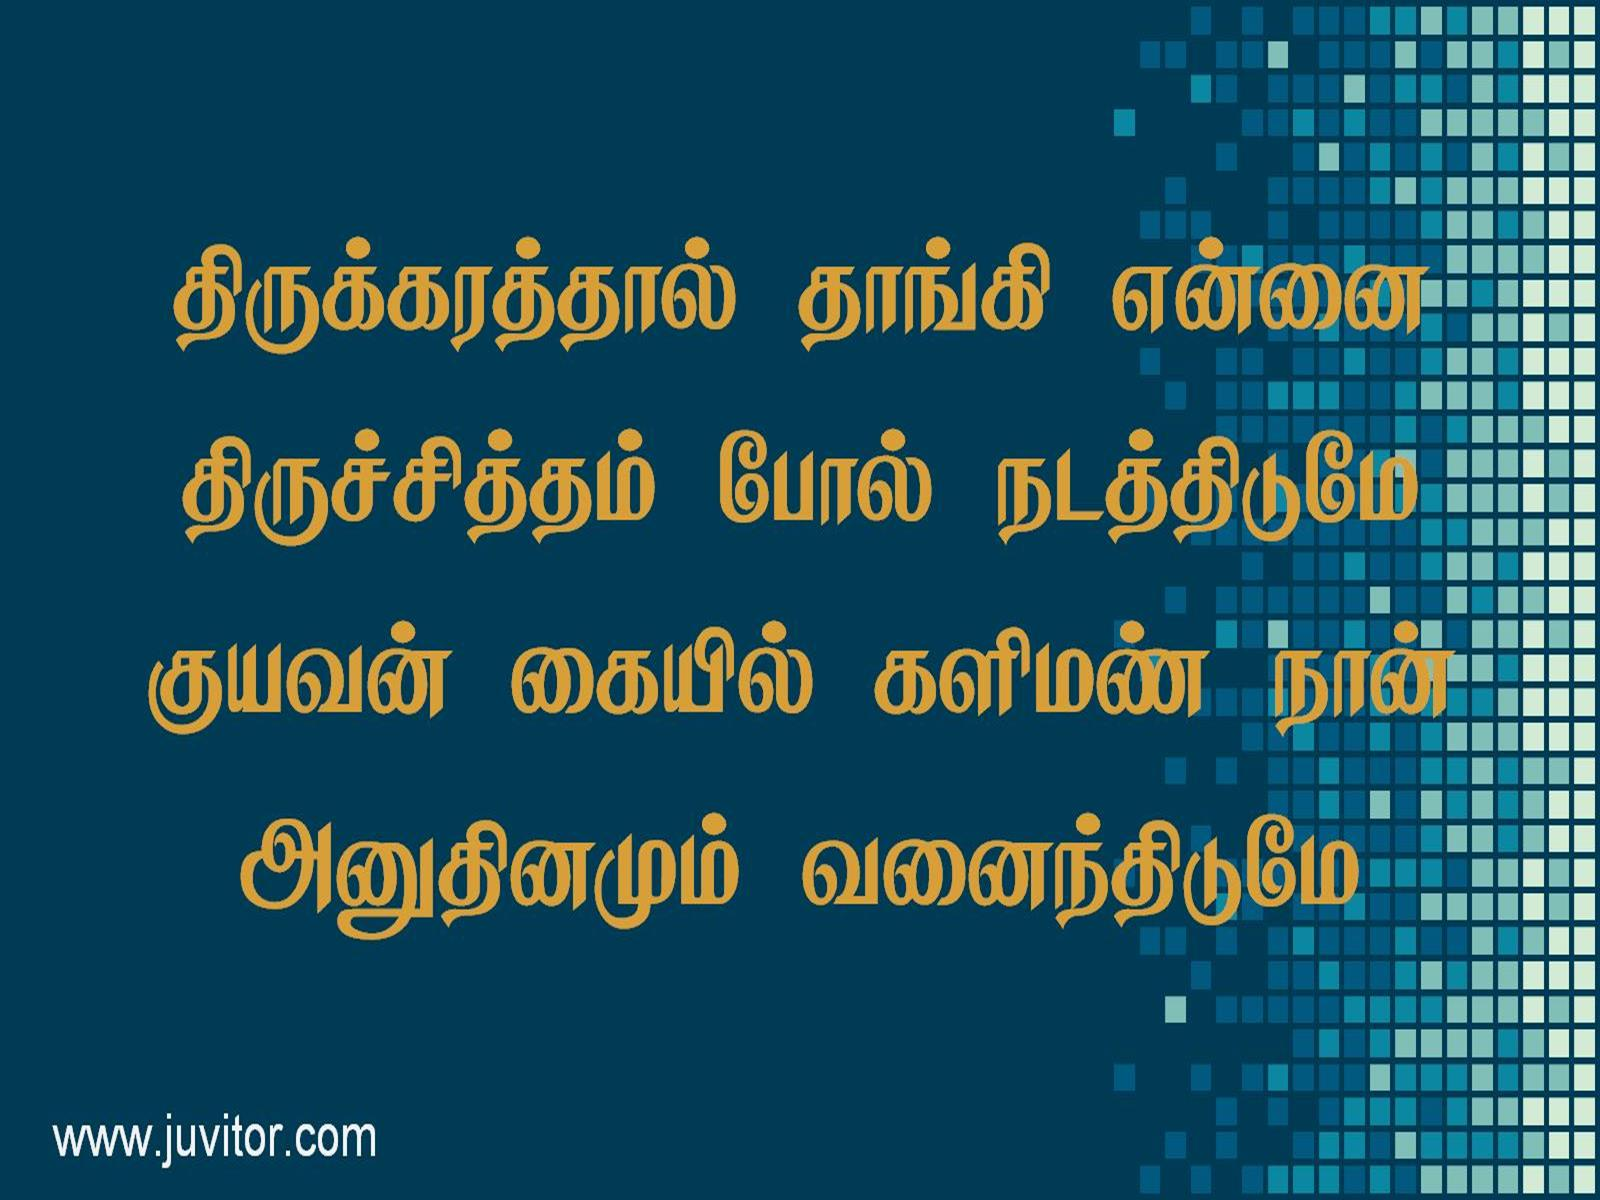 திருக்கரத்தால் தாங்கி என்னை
திருச்சித்தம் போல் நடத்திடுமே
குயவன் கையில் களிமண் நான்
அனுதினமும் வனைந்திடுமே
www.juvitor.com